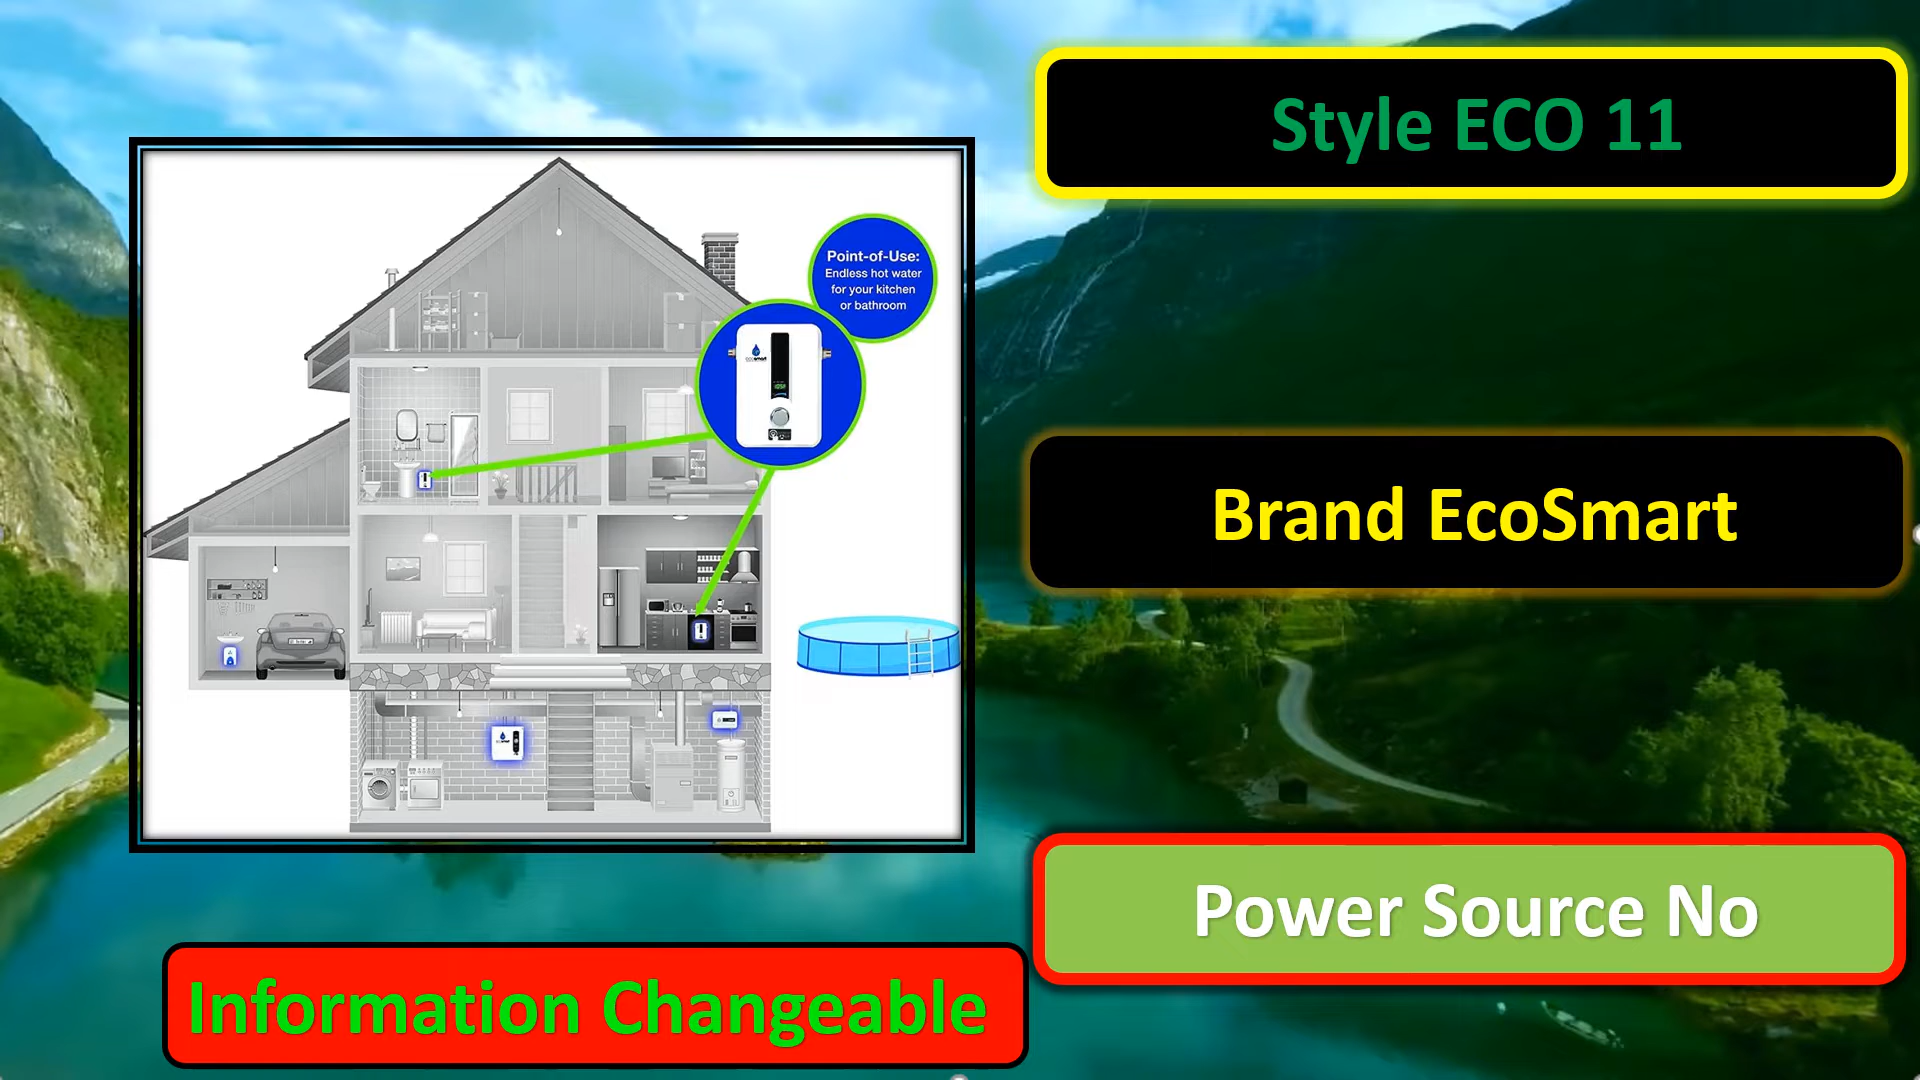 Style ECO 11
Point-of-Use:
Endless hot water
for your kitchen
or bathroom
ecosmart
Brand EcoSmart
Power Source No
Information Changeable